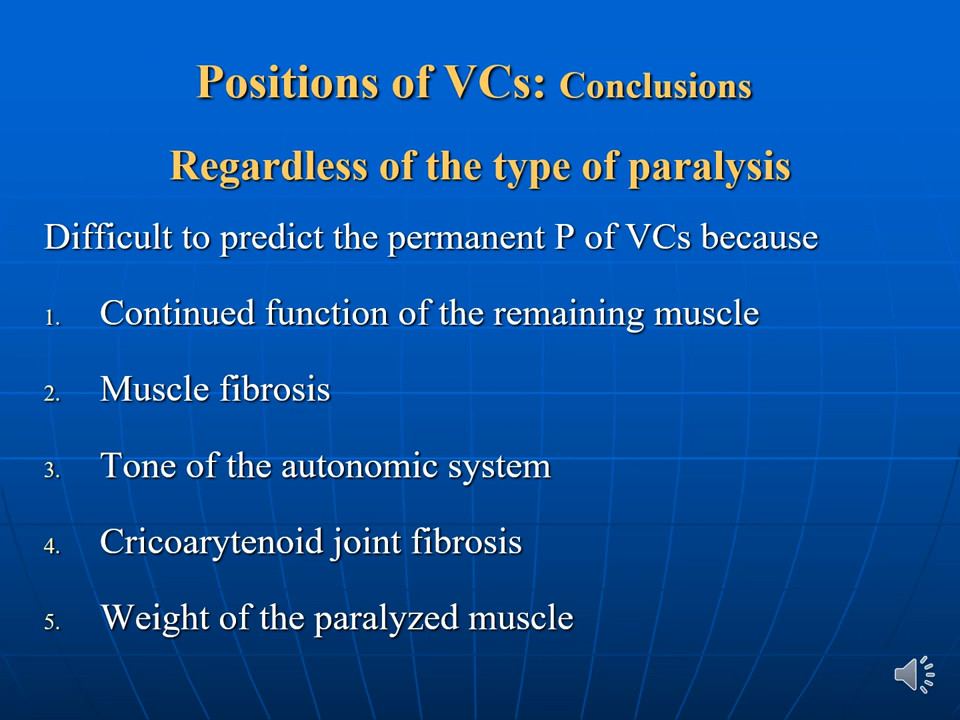 Positions of VCs: Conclusions
Regardless of the type of paralysis
Difficult to predict the permanent P of VCs because
1. Continued function of the remaining muscle
2. Muscle fibrosis
3. Tone of the autonomic system
4. Cricoarytenoid joint fibrosis
5. Weight of the paralyzed muscle